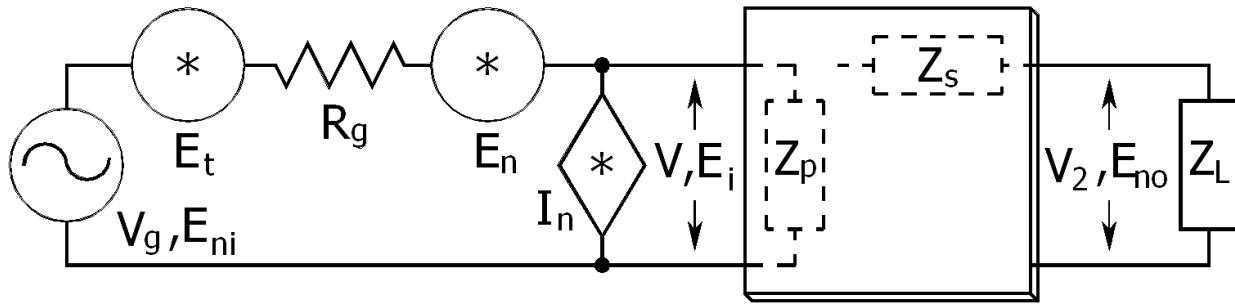 *
E_t
R_g
*
E_n
*
I_n
V_g,E_ni
V,E_i
Z_p
Z_s
V_2,E_no
Z_L